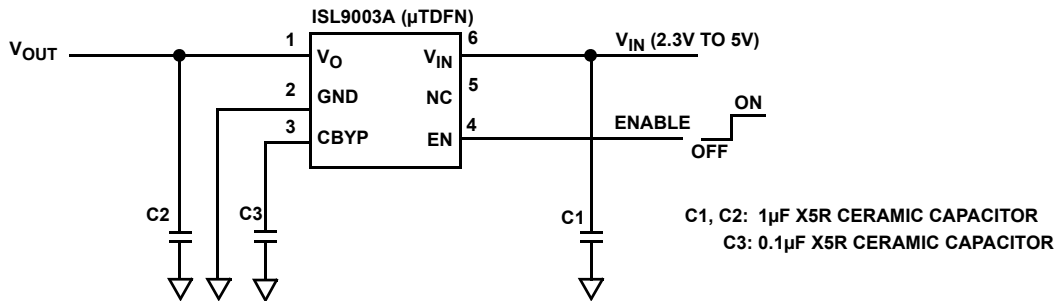 ISL9003A (µTDFN)
VOUT
1
VO
VIN
6
VIN (2.3V TO 5V)
2
GND
NC
5
3
CBYP
EN
4
ENABLE
ON
OFF
C2
C3
C1
C1, C2: 1µF X5R CERAMIC CAPACITOR
C3: 0.1µF X5R CERAMIC CAPACITOR